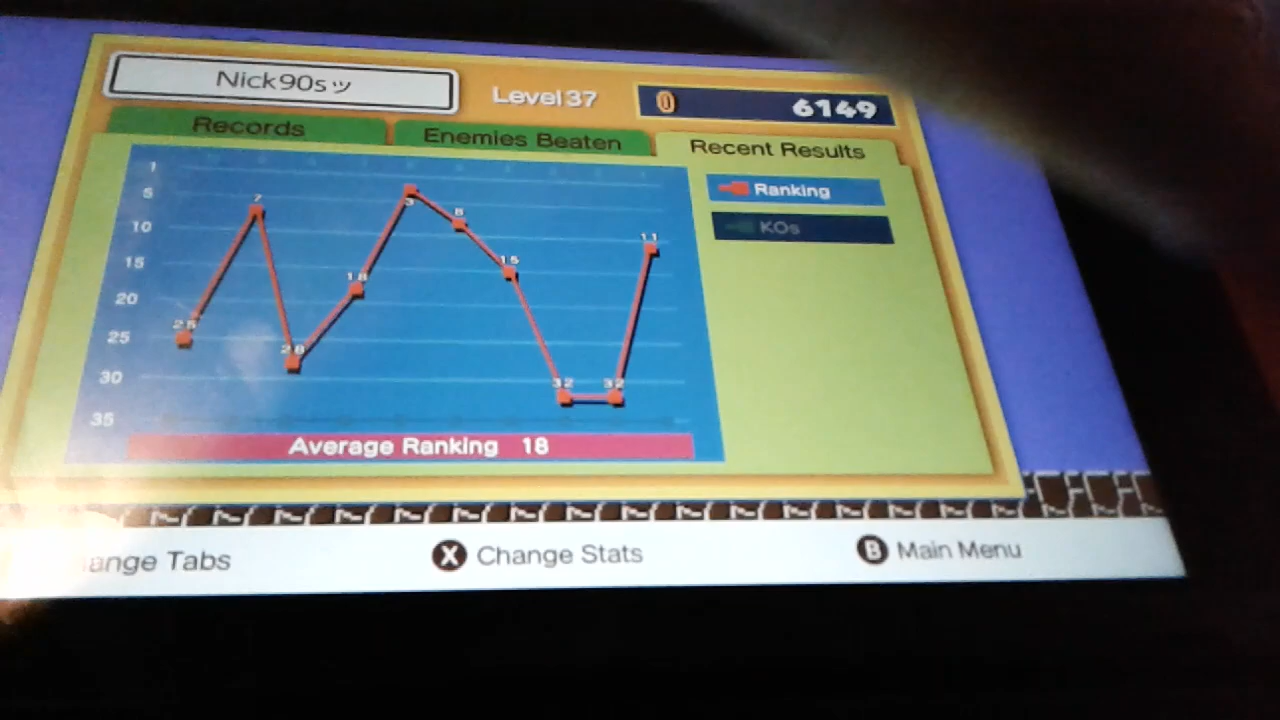 Nick90sツ
Level 37
6149
Records
Enemies Beaten
Recent Results
1
5
10
15
20
25
30
35
25
7
28
18
8
15
32
32
11
Ranking
KOs
Average Ranking 18
ange Tabs
X Change Stats
B Main Menu